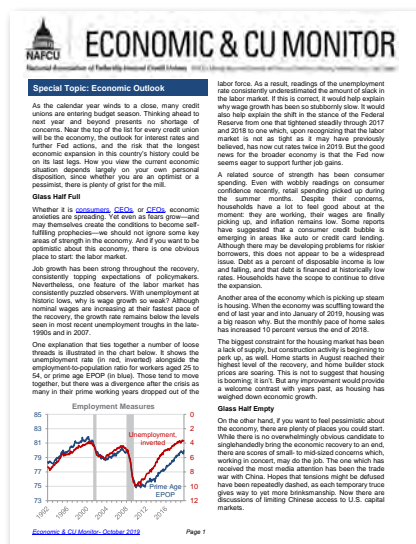 NAFCU
ECONOMIC & CU MONITOR
National Association of Federally-Insured Credit Unions
Special Topic: Economic Outlook
As the calendar year winds to a close, many credit
unions are entering budget season. Thinking ahead to
next year and beyond presents no shortage of
concerns. Near the top of the list for every credit union
will be the economy, the outlook for interest rates and
further Fed actions, and the risk that the longest
economic expansion in this country's history could be
on its last legs. How you view the current economic
situation depends largely on your own personal
disposition, since whether you are an optimist or a
pessimist, there is plenty of grist for the mill.
Glass Half Full
Whether it is consumers, CEOs, or CFOs, economic
anxieties are spreading. Yet even as fears grow—and
may themselves create the conditions to become self-
fulfilling prophecies—we should not ignore some key
areas of strength in the economy. And if you want to be
optimistic about this economy, there is one obvious
place to start: the labor market.
Job growth has been strong throughout the recovery,
consistently topping expectations of policymakers.
Nevertheless, one feature of the labor market has
consistently puzzled observers. With unemployment at
historic lows, why is wage growth so weak? Although
nominal wages are increasing at their fastest pace of
the recovery, the growth rate remains below the levels
seen in most recent unemployment troughs in the late-
1990s and in 2007.
One explanation that ties together a number of loose
threads is illustrated in the chart below. It shows the
unemployment rate (in red, inverted) alongside the
employment-to-population ratio for workers aged 25 to
54, or prime age EPOP (in blue). Those tend to move
together, but there was a divergence after the crisis as
many in their prime working years dropped out of the
Employment Measures
85
83
81
79
77
75
73
0
2
4
6
8
10
12
Unemployment,
inverted
Prime Age
EPOP
1992
1996
2000
2004
2008
2012
2016
labor force. As a result, readings of the unemployment
rate consistently underestimated the amount of slack in
the labor market. If this is correct, it would help explain
why wage growth has been so stubbornly slow. It would
also help explain the shift in the stance of the Federal
Reserve from one that tightened steadily through 2017
and 2018 to one which, upon recognizing that the labor
market is not as tight as it may have previously
believed, has now cut rates twice in 2019. But the good
news for the broader economy is that the Fed now
seems eager to support further job gains.
A related source of strength has been consumer
spending. Even with wobbly readings on consumer
confidence recently, retail spending picked up during
the summer months. Despite their concerns,
households have a lot to feel good about at the
moment: they are working, their wages are finally
picking up, and inflation remains low. Some reports
have suggested that a consumer credit bubble is
emerging in areas like auto or credit card lending.
Although there may be developing problems for riskier
borrowers, this does not appear to be a widespread
issue. Debt as a percent of disposable income is low
and falling, and that debt is financed at historically low
rates. Households have the scope to continue to drive
the expansion.
Another area of the economy which is picking up steam
is housing. When the economy was scuffling toward the
end of last year and into January of 2019, housing was
a big reason why. But the monthly pace of home sales
has increased 10 percent versus the end of 2018.
The biggest constraint for the housing market has been
a lack of supply, but construction activity is beginning to
perk up, as well. Home starts in August reached their
highest level of the recovery, and home builder stock
prices are soaring. This is not to suggest that housing
is booming; it isn't. But any improvement would provide
a welcome contrast with years past, as housing has
weighed down economic growth.
Glass Half Empty
On the other hand, if you want to feel pessimistic about
the economy, there are plenty of places you could start.
While there is no overwhelmingly obvious candidate to
singlehandedly bring the economic recovery to an end,
there are scores of small- to mid-sized concerns which,
working in concert, may do the job. The one which has
received the most media attention has been the trade
war with China. Hopes that tensions might be defused
have been repeatedly dashed, as each temporary truce
gives way to yet more brinksmanship. Now there are
discussions of limiting Chinese access to U.S. capital
markets.
Economic & CU Monitor- October 2019
Page 1